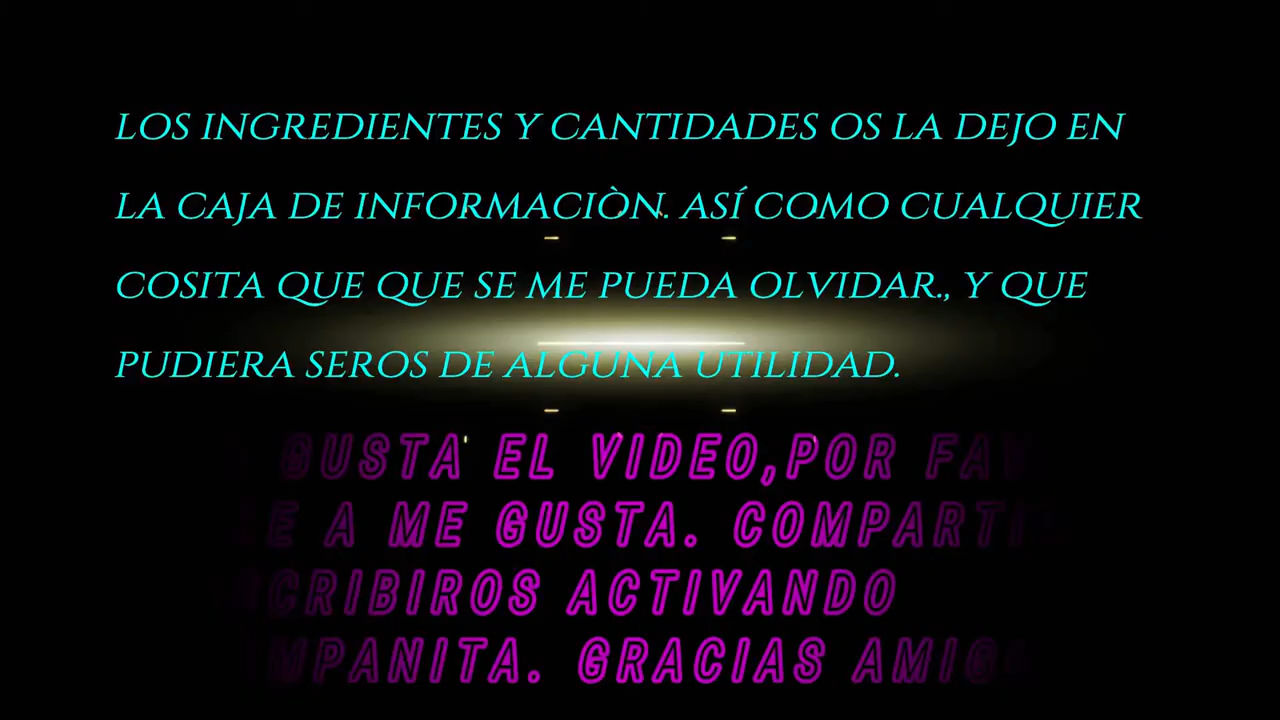 LOS INGREDIENTES Y CANTIDADES OS LA DEJO EN
LA CAJA DE INFORMACIÒN. ASÍ COMO CUALQUIER
COSITA QUE QUE SE ME PUEDA OLVIDAR., Y QUE
PUDIERA SEROS DE ALGUNA UTILIDAD.
GUSTA EL VIDEO,POR
A ME GUSTA.
ACTIVANDO
GRACIAS